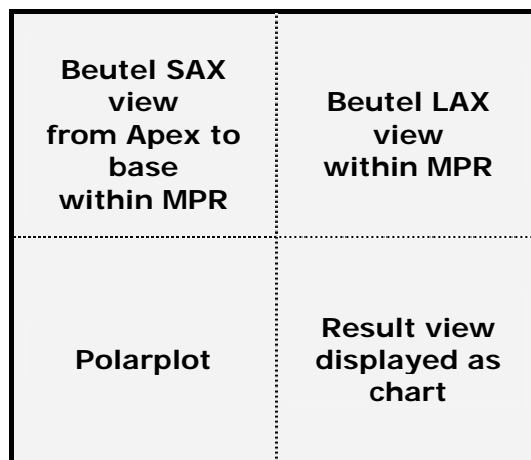 Beutel SAX
view
from Apex to
base
within MPR
Beutel LAX
view
within MPR
Polarplot
Result view
displayed as
chart